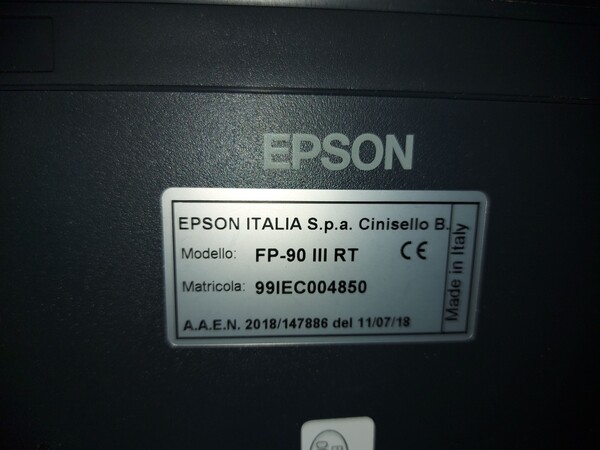 EPSON
EPSON ITALIA S.p.a. Cinisello B.
Modello: FP-90 III RT CE
Matricola: 99IEC004850
A.A.E.N. 2018/147886 del 11/07/18
Made in Italy